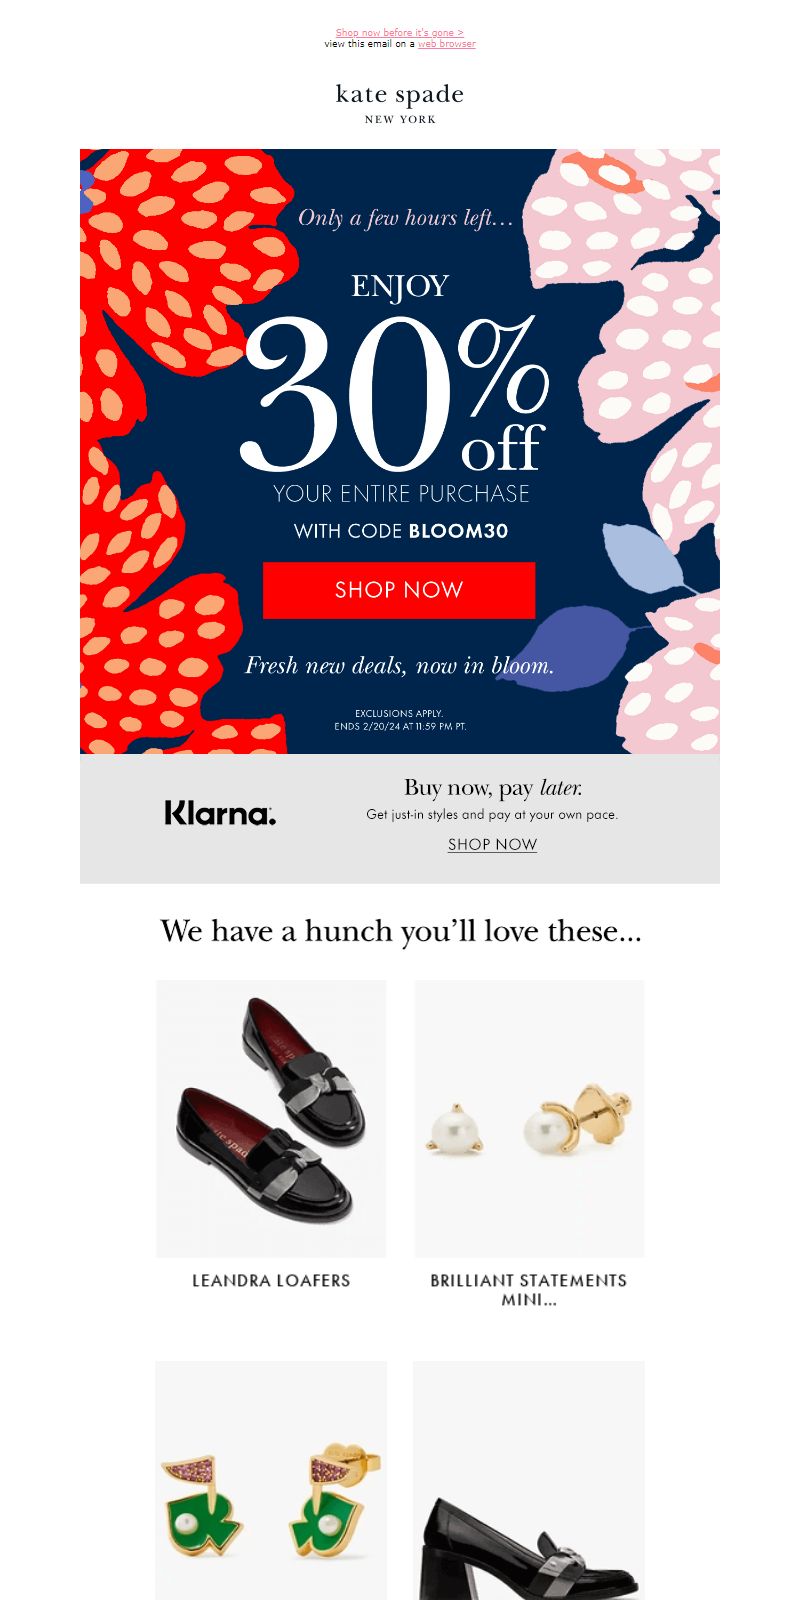 Shop now before it's gone >
view this email on a web browser
kate spade
NEW YORK
Only a few hours left...
ENJOY
30% off
YOUR ENTIRE PURCHASE
WITH CODE BLOOM30
SHOP NOW
Fresh new deals, now in bloom.
EXCLUSIONS APPLY.
ENDS 2/20/24 AT 11:59 PM PT.
Klarna.
Buy now, pay later.
Get just-in styles and pay at your own pace.
SHOP NOW
We have a hunch you'll love these...
LEANDRA LOAFERS
BRILLIANT STATEMENTS
MINI...